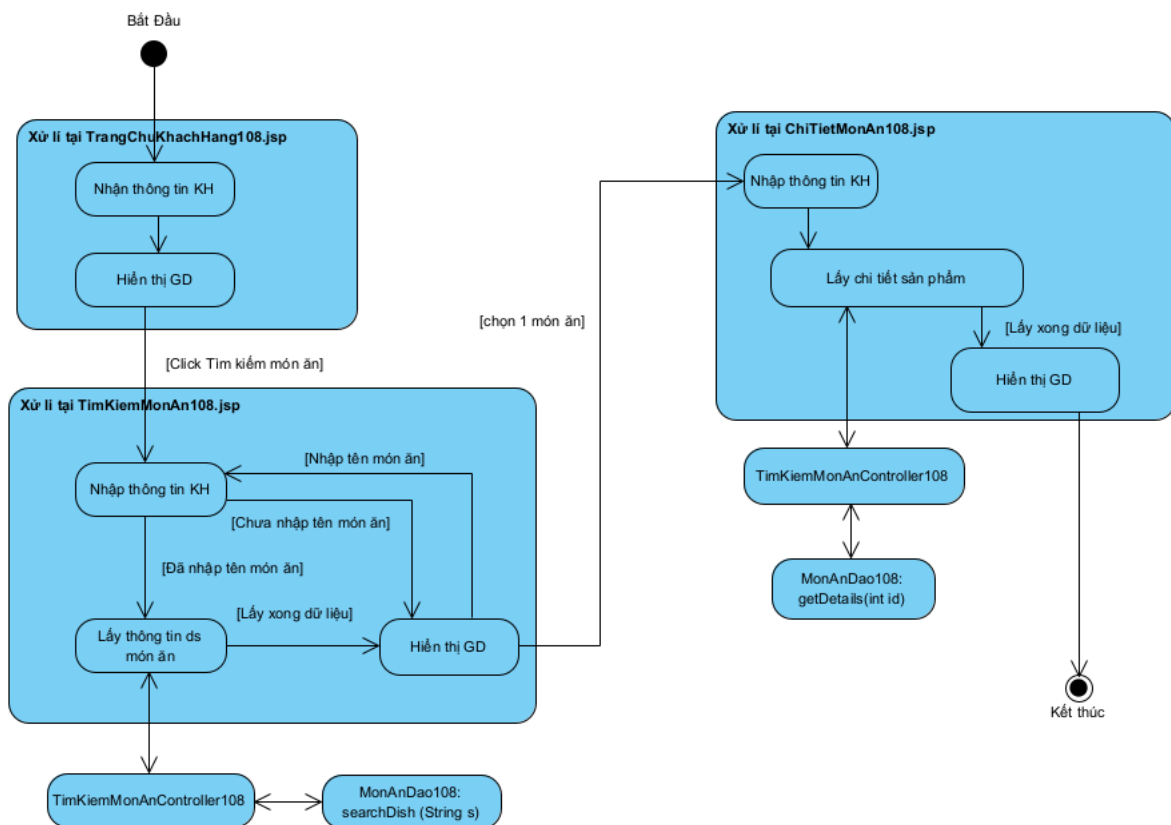 Bắt Đầu
Xử lí tại TrangChuKhachHang108.jsp
Nhận thông tin KH
Hiển thị GD
[Click Tìm kiếm món ăn]
Xử lí tại TimKiemMonAn108.jsp
[Nhập tên món ăn]
Nhập thông tin KH
[Chưa nhập tên món ăn]
[Đã nhập tên món ăn]
[Lấy xong dữ liệu]
Lấy thông tin ds
món ăn
Hiển thị GD
TimKiemMonAnController108
MonAnDao108:
searchDish (String s)
[chọn 1 món ăn]
Xử lí tại ChiTietMonAn108.jsp
Nhập thông tin KH
Lấy chi tiết sản phẩm
[Lấy xong dữ liệu]
Hiển thị GD
TimKiemMonAnController108
MonAnDao108:
getDetails(int id)
Kết thúc